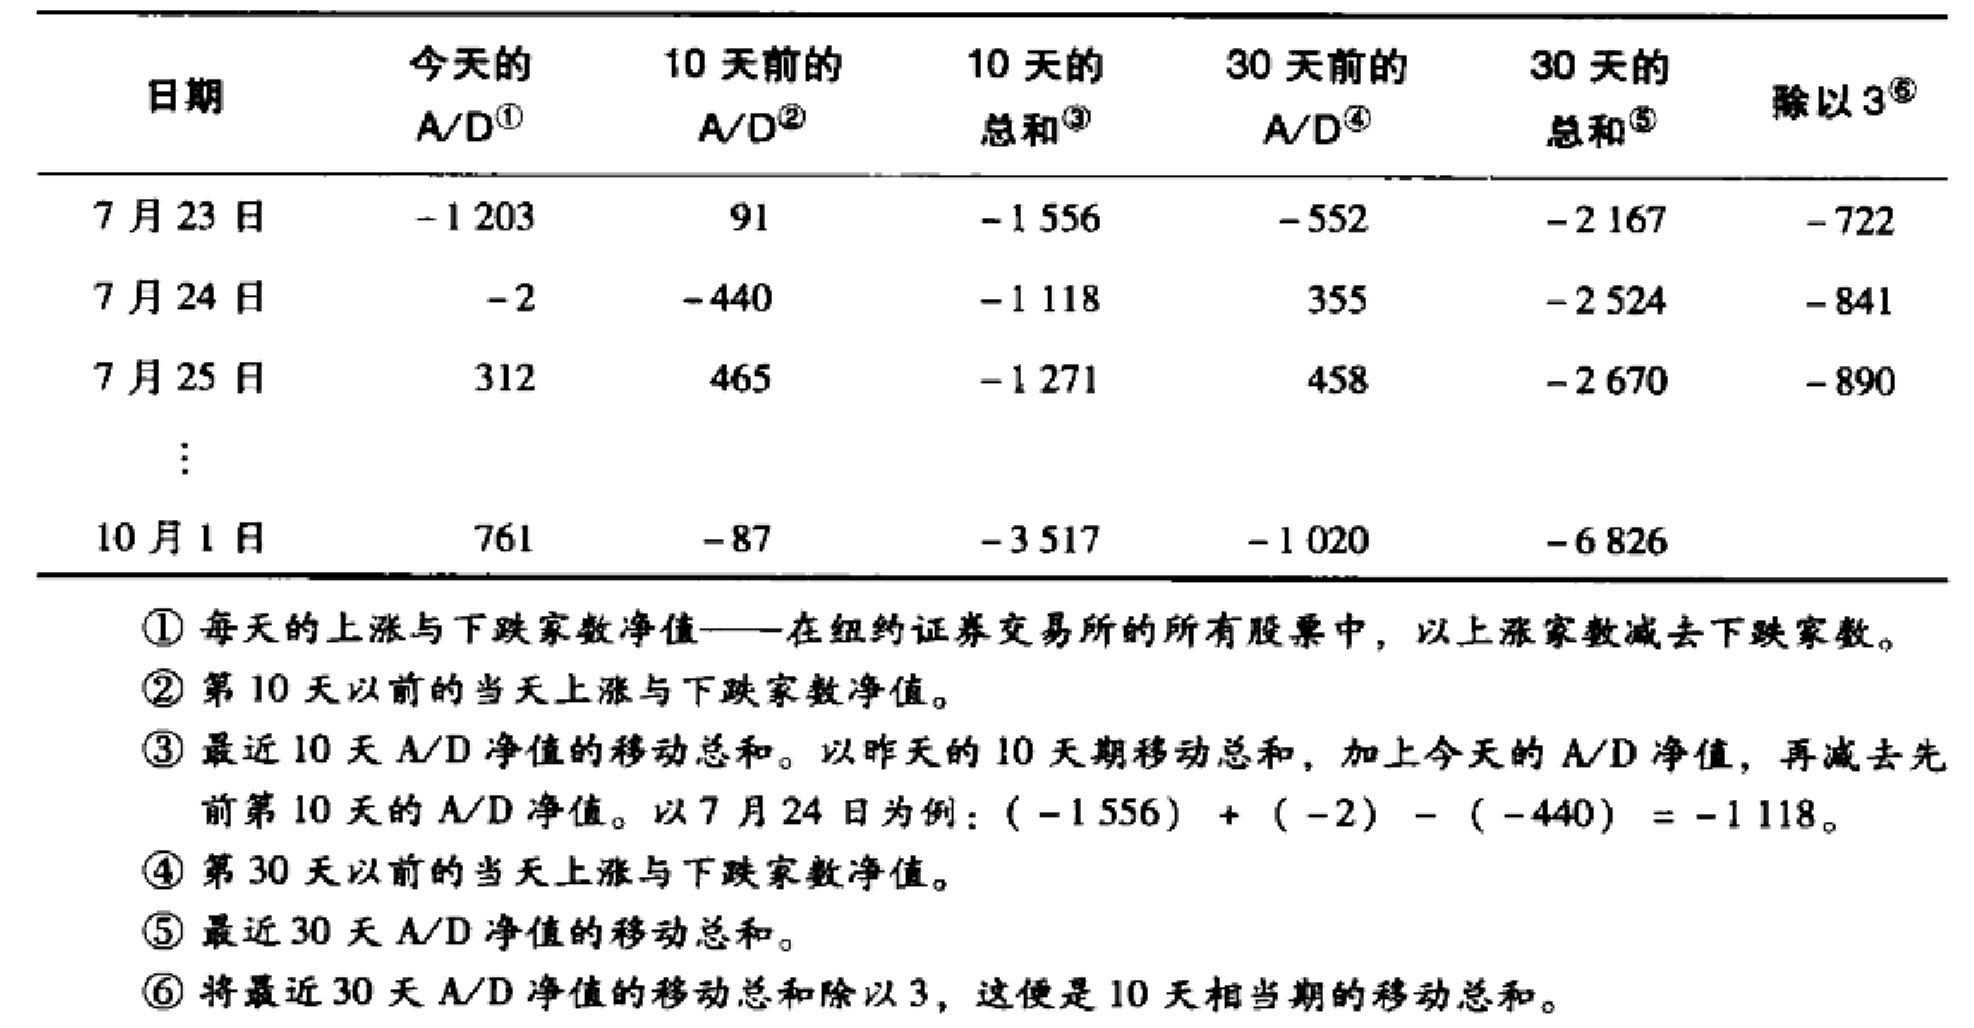 日期 今天的 A/D① 10 天前的 A/D② 10 天的 总和③ 30 天前的 A/D④ 30 天的 总和⑤ 除以 3⑥
7 月 23 日 -1 203 91 -1 556 -552 -2 167 -722
7 月 24 日 -2 -440 -1 118 355 -2 524 -841
7 月 25 日 312 465 -1 271 458 -2 670 -890
⋮
10 月 1 日 761 -87 -3 517 -1 020 -6 826
① 每天的上涨与下跌家数净值——在纽约证券交易所的所有股票中，以上涨家数减去下跌家数。
② 第 10 天以前的当天上涨与下跌家数净值。
③ 最近 10 天 A/D 净值的移动总和。以昨天的 10 天期移动总和，加上今天的 A/D 净值，再减去先
前第 10 天的 A/D 净值。以 7 月 24 日为例：(-1 556) + (-2) - (-440) = -1 118。
④ 第 30 天以前的当天上涨与下跌家数净值。
⑤ 最近 30 天 A/D 净值的移动总和。
⑥ 将最近 30 天 A/D 净值的移动总和除以 3，这便是 10 天相当期的移动总和。